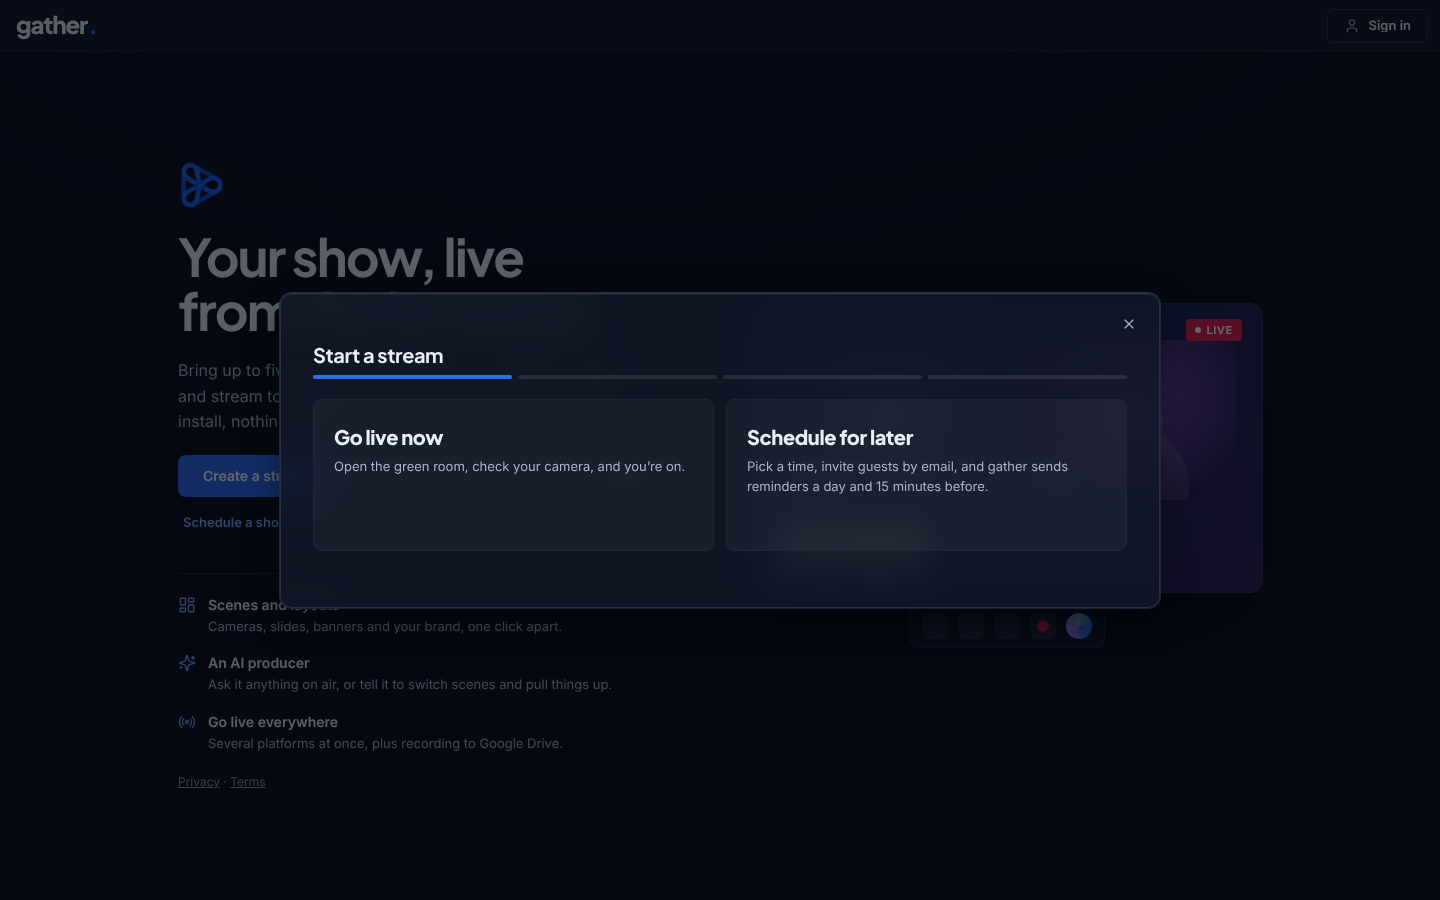 gather.
Sign in
Your show, live
from
Bring up to fi
and stream to
install, nothin
Create a stu
Schedule a sho
LIVE
Start a stream
Go live now
Open the green room, check your camera, and you're on.
Schedule for later
Pick a time, invite guests by email, and gather sends
reminders a day and 15 minutes before.
Scenes and layouts
Cameras, slides, banners and your brand, one click apart.
An AI producer
Ask it anything on air, or tell it to switch scenes and pull things up.
Go live everywhere
Several platforms at once, plus recording to Google Drive.
Privacy · Terms